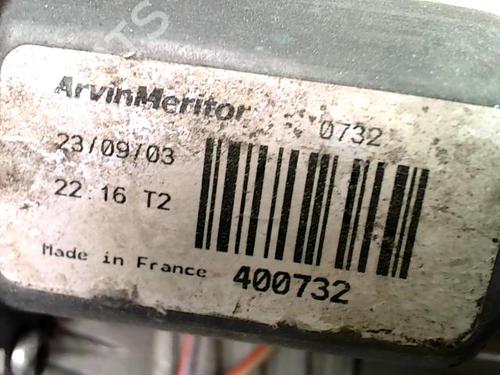 ArvinMeritor 0732
23/09/03
22.16 T2
Made in France 400732